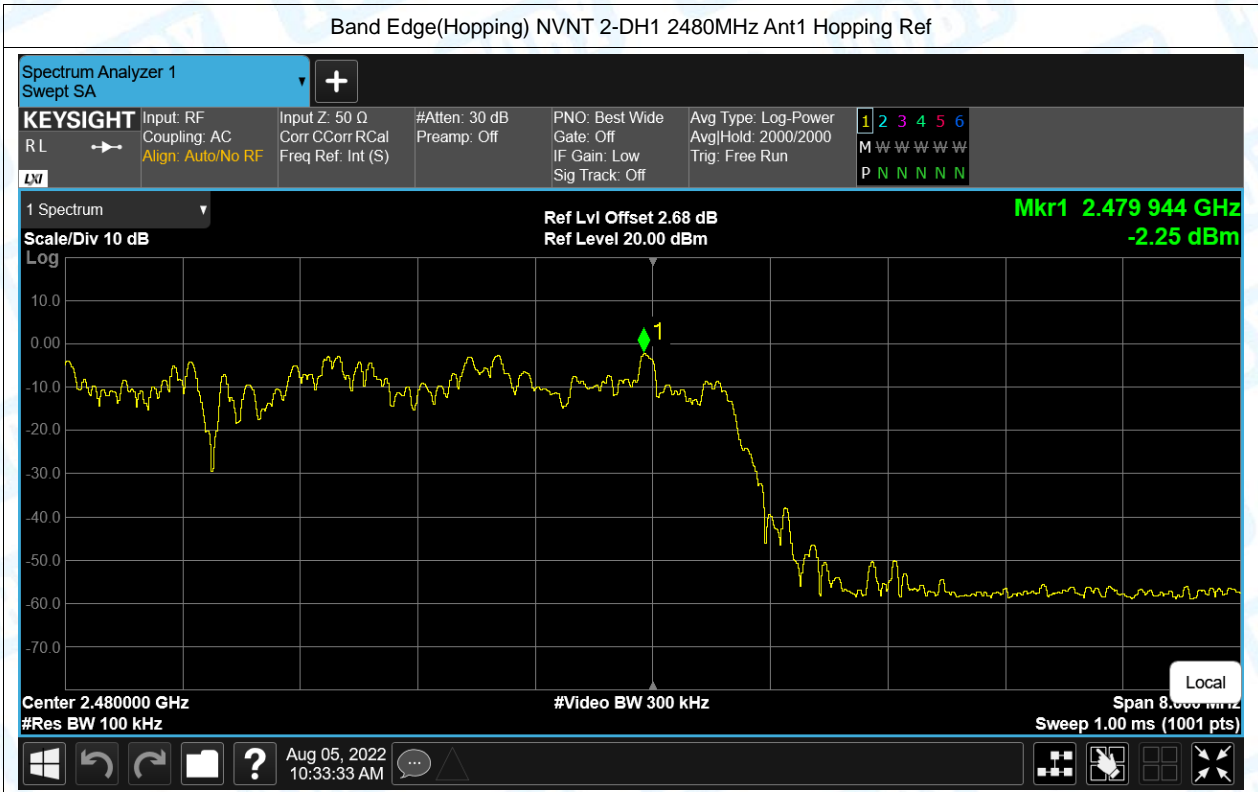 Band Edge(Hopping) NVNT 2-DH1 2480MHz Ant1 Hopping Ref
Spectrum Analyzer 1
Swept SA
KEYSIGHT
RL
LXI
Input: RF
Coupling: AC
Align: Auto/No RF
Input Z: 50 Ω
Corr CCorr RCal
Freq Ref: Int (S)
#Atten: 30 dB
Preamp: Off
PNO: Best Wide
Gate: Off
IF Gain: Low
Sig Track: Off
Avg Type: Log-Power
Avg|Hold: 2000/2000
Trig: Free Run
1 2 3 4 5 6
M W W W W W
P N N N N N
1 Spectrum
Scale/Div 10 dB
Ref Lvl Offset 2.68 dB
Ref Level 20.00 dBm
Mkr1 2.479 944 GHz
-2.25 dBm
Log
10.0
0.00
-10.0
-20.0
-30.0
-40.0
-50.0
-60.0
-70.0
1
Center 2.480000 GHz
#Res BW 100 kHz
#Video BW 300 kHz
Local
Span 8.000 MHz
Sweep 1.00 ms (1001 pts)
?
Aug 05, 2022
10:33:33 AM